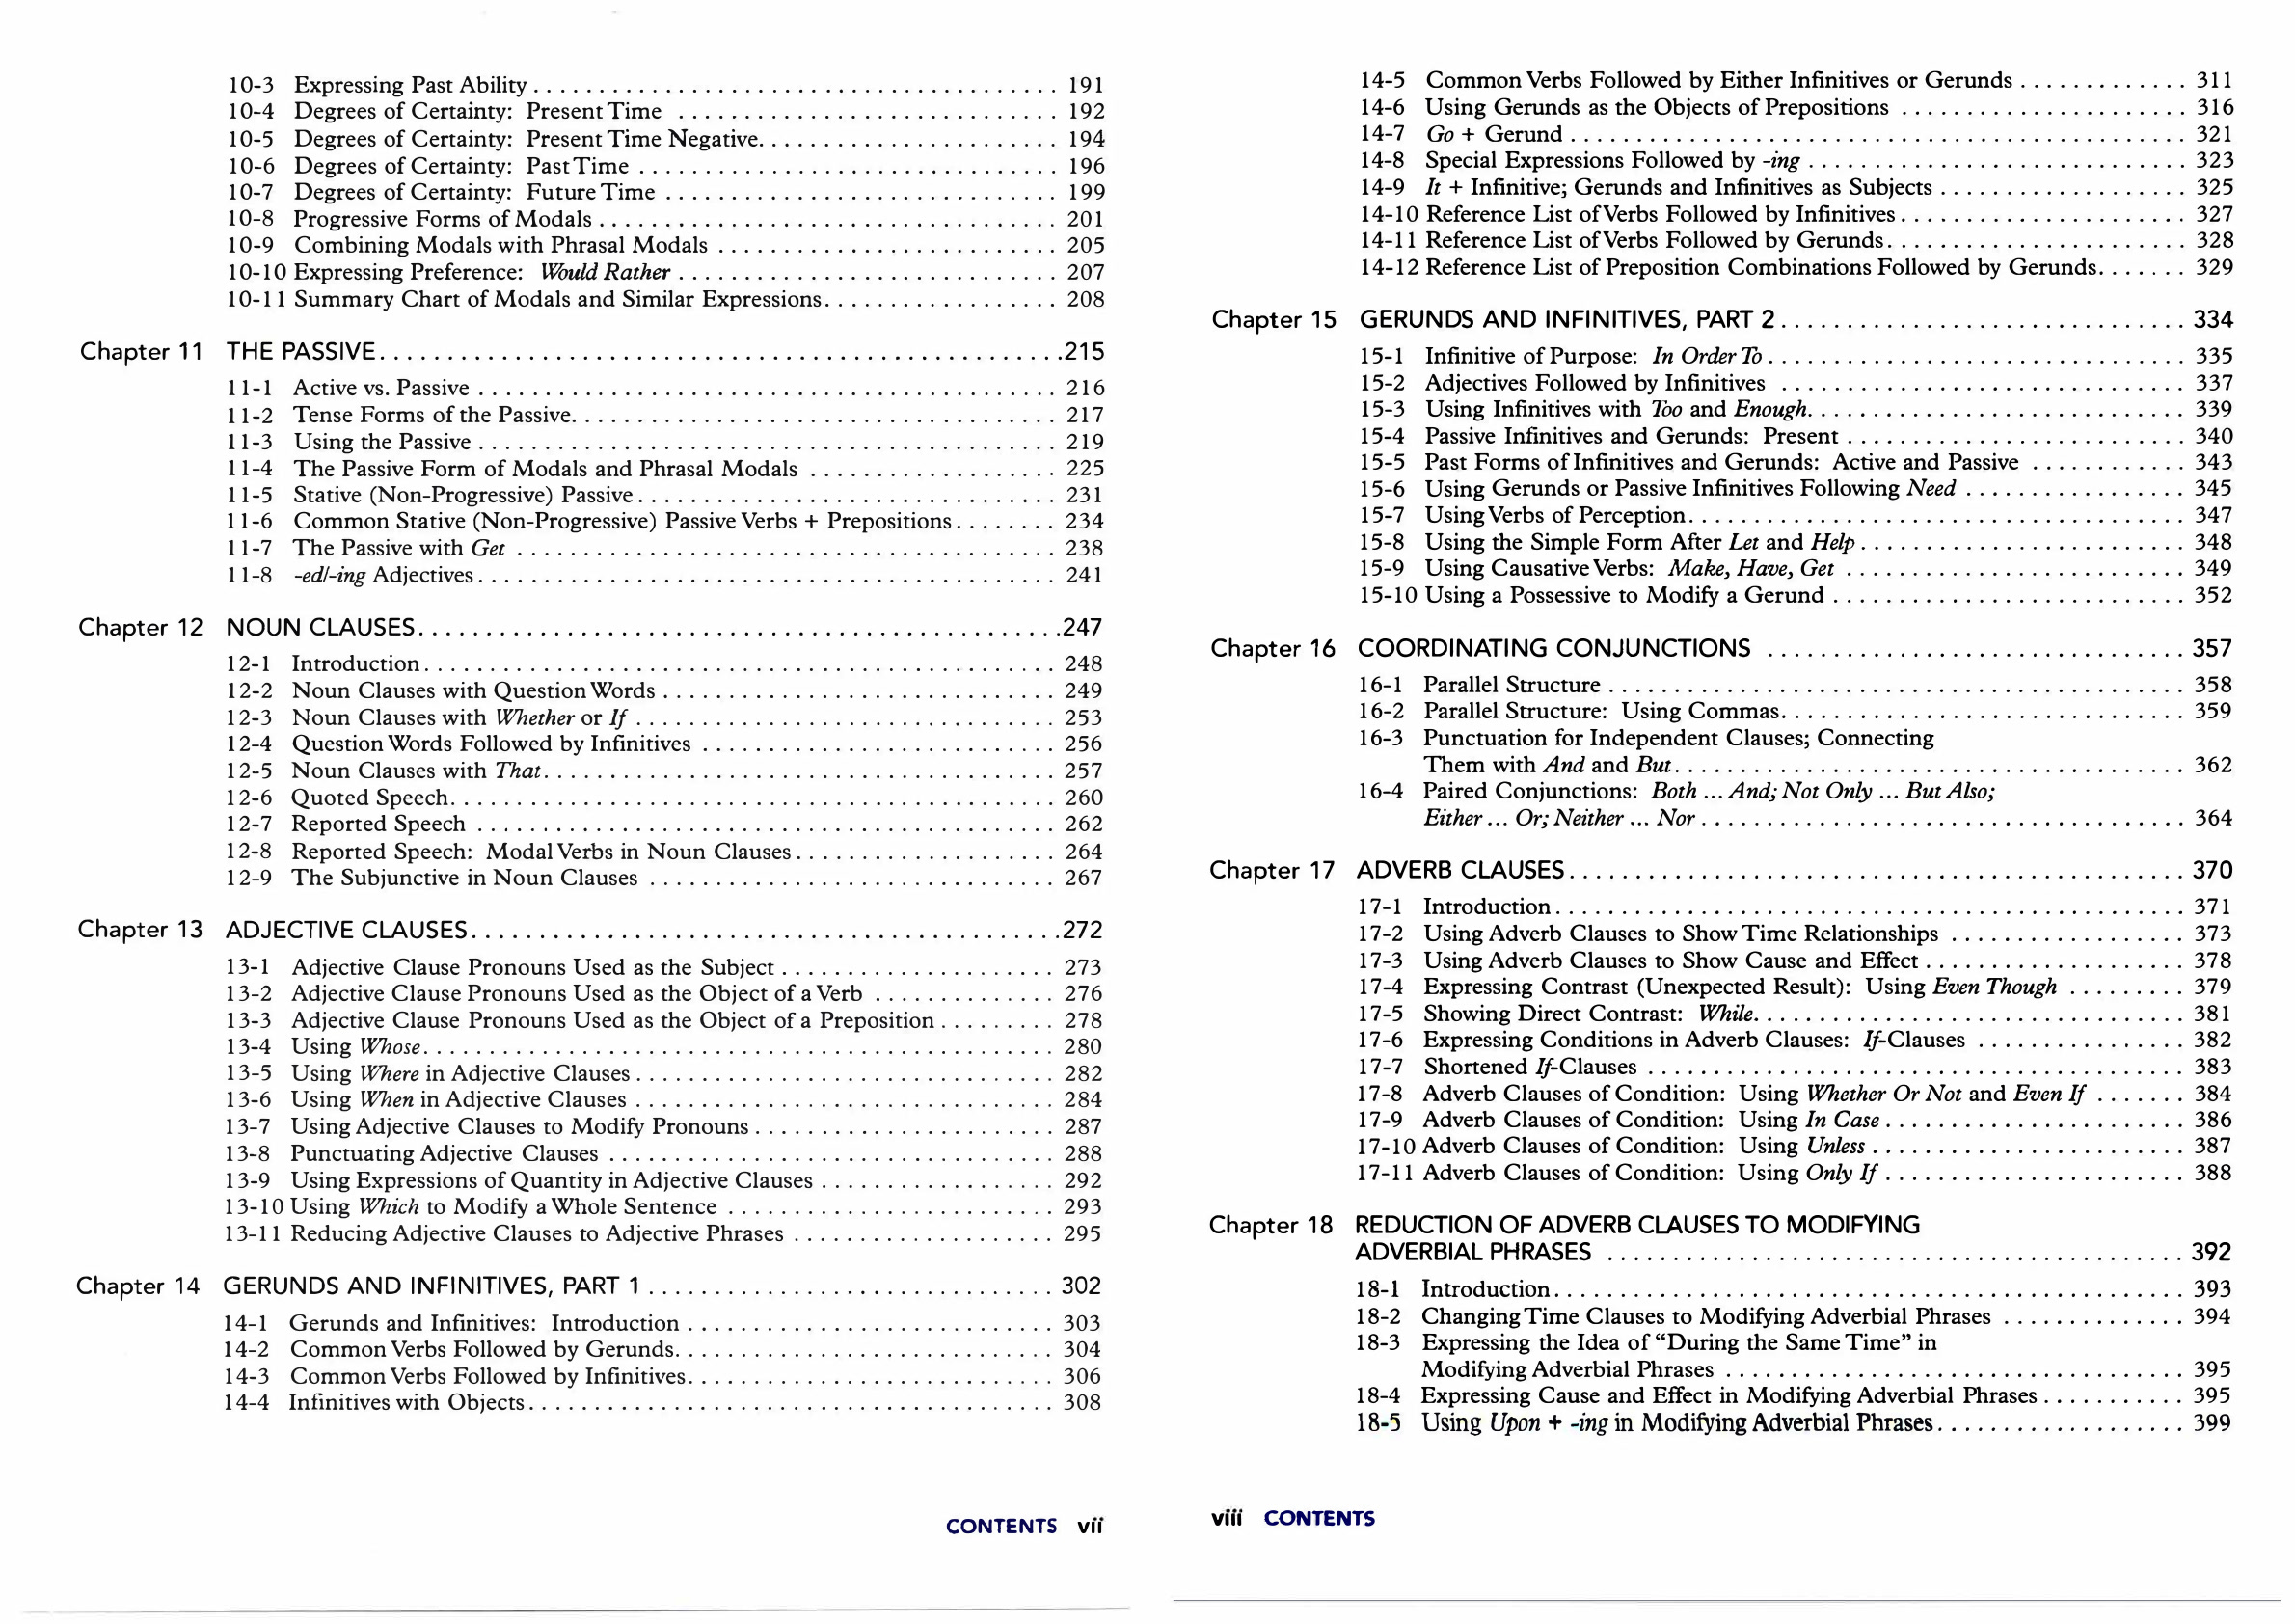 10-3 Expressing Past Ability . . . . . . . . . . 191
10-4 Degrees of Certainty: Present Time . . . . . . . . . . 192
10-5 Degrees of Certainty: Present Time Negative. . . . . . . . . . 194
10-6 Degrees of Certainty: Past Time . . . . . . . . . . 196
10-7 Degrees of Certainty: Future Time . . . . . . . . . . 199
10-8 Progressive Forms of Modals . . . . . . . . . . 201
10-9 Combining Modals with Phrasal Modals . . . . . . . . . . 205
10-10 Expressing Preference: Would Rather . . . . . . . . . . 207
10-11 Summary Chart of Modals and Similar Expressions. . . . . . . . . . 208
Chapter 11 THE PASSIVE. . . . . . . . . . 215
11-1 Active vs. Passive . . . . . . . . . . 216
11-2 Tense Forms of the Passive. . . . . . . . . . 217
11-3 Using the Passive . . . . . . . . . . 219
11-4 The Passive Form of Modals and Phrasal Modals . . . . . . . . . . 225
11-5 Stative (Non-Progressive) Passive . . . . . . . . . . 231
11-6 Common Stative (Non-Progressive) Passive Verbs + Prepositions . . . . . . . . 234
11-7 The Passive with Get . . . . . . . . . . 238
11-8 -ed/-ing Adjectives . . . . . . . . . . 241
Chapter 12 NOUN CLAUSES. . . . . . . . . . 247
12-1 Introduction . . . . . . . . . . 248
12-2 Noun Clauses with Question Words . . . . . . . . . . 249
12-3 Noun Clauses with Whether or If . . . . . . . . . . 253
12-4 Question Words Followed by Infinitives . . . . . . . . . . 256
12-5 Noun Clauses with That. . . . . . . . . . 257
12-6 Quoted Speech. . . . . . . . . . 260
12-7 Reported Speech . . . . . . . . . . 262
12-8 Reported Speech: Modal Verbs in Noun Clauses . . . . . . . . . . 264
12-9 The Subjunctive in Noun Clauses . . . . . . . . . . 267
Chapter 13 ADJECTIVE CLAUSES. . . . . . . . . . 272
13-1 Adjective Clause Pronouns Used as the Subject . . . . . . . . . . 273
13-2 Adjective Clause Pronouns Used as the Object of a Verb . . . . . . . . . . 276
13-3 Adjective Clause Pronouns Used as the Object of a Preposition . . . . . . . . . 278
13-4 Using Whose. . . . . . . . . . 280
13-5 Using Where in Adjective Clauses . . . . . . . . . . 282
13-6 Using When in Adjective Clauses . . . . . . . . . . 284
13-7 Using Adjective Clauses to Modify Pronouns . . . . . . . . . . 287
13-8 Punctuating Adjective Clauses . . . . . . . . . . 288
13-9 Using Expressions of Quantity in Adjective Clauses . . . . . . . . . . 292
13-10 Using Which to Modify a Whole Sentence . . . . . . . . . . 293
13-11 Reducing Adjective Clauses to Adjective Phrases . . . . . . . . . . 295
Chapter 14 GERUNDS AND INFINITIVES, PART 1 . . . . . . . . . . 302
14-1 Gerunds and Infinitives: Introduction . . . . . . . . . . 303
14-2 Common Verbs Followed by Gerunds. . . . . . . . . . 304
14-3 Common Verbs Followed by Infinitives. . . . . . . . . . 306
14-4 Infinitives with Objects . . . . . . . . . . 308
CONTENTS vii
14-5 Common Verbs Followed by Either Infinitives or Gerunds . . . . . . . . . . 311
14-6 Using Gerunds as the Objects of Prepositions . . . . . . . . . . 316
14-7 Go + Gerund . . . . . . . . . . 321
14-8 Special Expressions Followed by -ing . . . . . . . . . . 323
14-9 It + Infinitive; Gerunds and Infinitives as Subjects . . . . . . . . . . 325
14-10 Reference List of Verbs Followed by Infinitives . . . . . . . . . . 327
14-11 Reference List of Verbs Followed by Gerunds . . . . . . . . . . 328
14-12 Reference List of Preposition Combinations Followed by Gerunds. . . . . . . 329
Chapter 15 GERUNDS AND INFINITIVES, PART 2 . . . . . . . . . . 334
15-1 Infinitive of Purpose: In Order To . . . . . . . . . . 335
15-2 Adjectives Followed by Infinitives . . . . . . . . . . 337
15-3 Using Infinitives with Too and Enough. . . . . . . . . . 339
15-4 Passive Infinitives and Gerunds: Present . . . . . . . . . . 340
15-5 Past Forms of Infinitives and Gerunds: Active and Passive . . . . . . . . . . 343
15-6 Using Gerunds or Passive Infinitives Following Need . . . . . . . . . . 345
15-7 Using Verbs of Perception. . . . . . . . . . 347
15-8 Using the Simple Form After Let and Help . . . . . . . . . . 348
15-9 Using Causative Verbs: Make, Have, Get . . . . . . . . . . 349
15-10 Using a Possessive to Modify a Gerund . . . . . . . . . . 352
Chapter 16 COORDINATING CONJUNCTIONS . . . . . . . . . . 357
16-1 Parallel Structure . . . . . . . . . . 358
16-2 Parallel Structure: Using Commas. . . . . . . . . . 359
16-3 Punctuation for Independent Clauses; Connecting
Them with And and But . . . . . . . . . . 362
16-4 Paired Conjunctions: Both ... And; Not Only ... But Also;
Either ... Or; Neither ... Nor . . . . . . . . . . 364
Chapter 17 ADVERB CLAUSES . . . . . . . . . . 370
17-1 Introduction . . . . . . . . . . 371
17-2 Using Adverb Clauses to Show Time Relationships . . . . . . . . . . 373
17-3 Using Adverb Clauses to Show Cause and Effect . . . . . . . . . . 378
17-4 Expressing Contrast (Unexpected Result): Using Even Though . . . . . . . . . 379
17-5 Showing Direct Contrast: While. . . . . . . . . . 381
17-6 Expressing Conditions in Adverb Clauses: If-Clauses . . . . . . . . . . 382
17-7 Shortened If-Clauses . . . . . . . . . . 383
17-8 Adverb Clauses of Condition: Using Whether Or Not and Even If . . . . . . . 384
17-9 Adverb Clauses of Condition: Using In Case . . . . . . . . . . 386
17-10 Adverb Clauses of Condition: Using Unless . . . . . . . . . . 387
17-11 Adverb Clauses of Condition: Using Only If . . . . . . . . . . 388
Chapter 18 REDUCTION OF ADVERB CLAUSES TO MODIFYING
ADVERBIAL PHRASES . . . . . . . . . . 392
18-1 Introduction . . . . . . . . . . 393
18-2 Changing Time Clauses to Modifying Adverbial Phrases . . . . . . . . . . 394
18-3 Expressing the Idea of “During the Same Time” in
Modifying Adverbial Phrases . . . . . . . . . . 395
18-4 Expressing Cause and Effect in Modifying Adverbial Phrases . . . . . . . . . . 395
18-5 Using Upon + -ing in Modifying Adverbial Phrases . . . . . . . . . . 399
viii CONTENTS